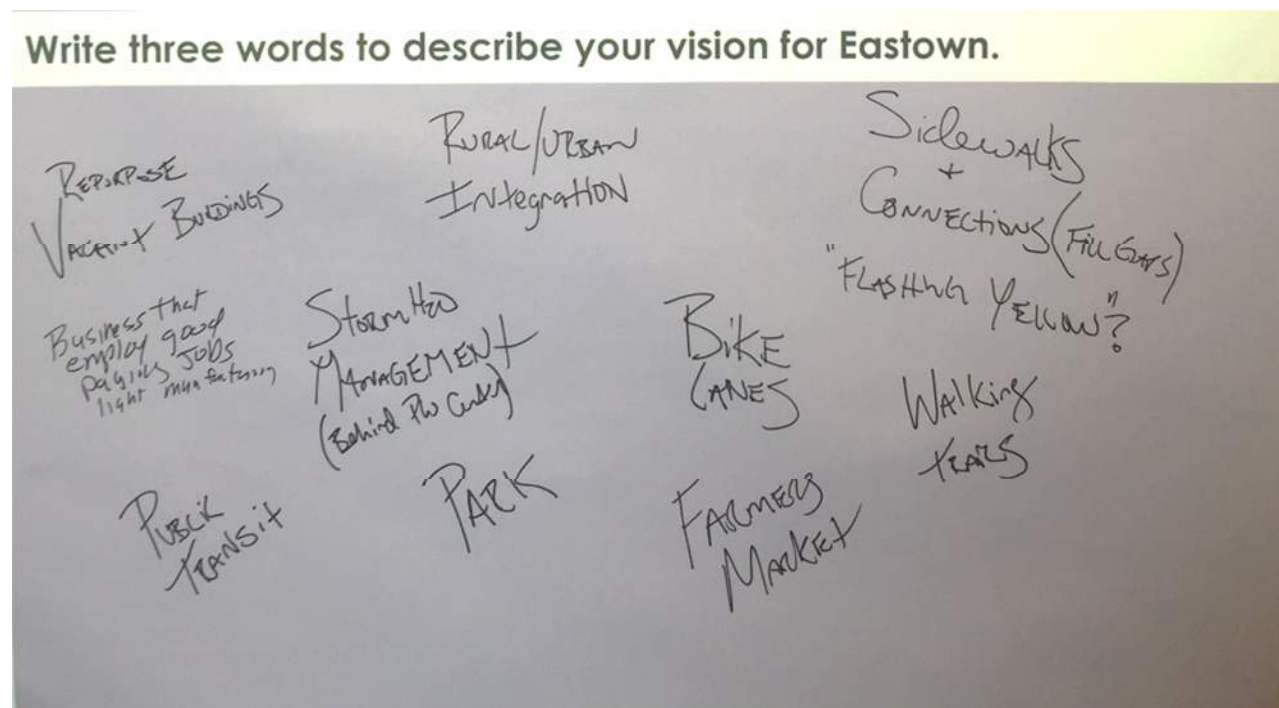 Write three words to describe your vision for Eastown.
REPURPOSE
VACANT BUILDINGS
RURAL/URBAN
INtegratION
SidewALKS
+
CONNECtiONS (FILL GAPS)
"FLASHING YELLOW"?
Business that
employ good
paying Jobs
light manufacturing
Storm H2O
MANAGEMENt
(Behind
BiKE
LANES
WAlKing
tRAiLS
PUBLiC
tRANSit
PARK
FARMERS
MARKEt